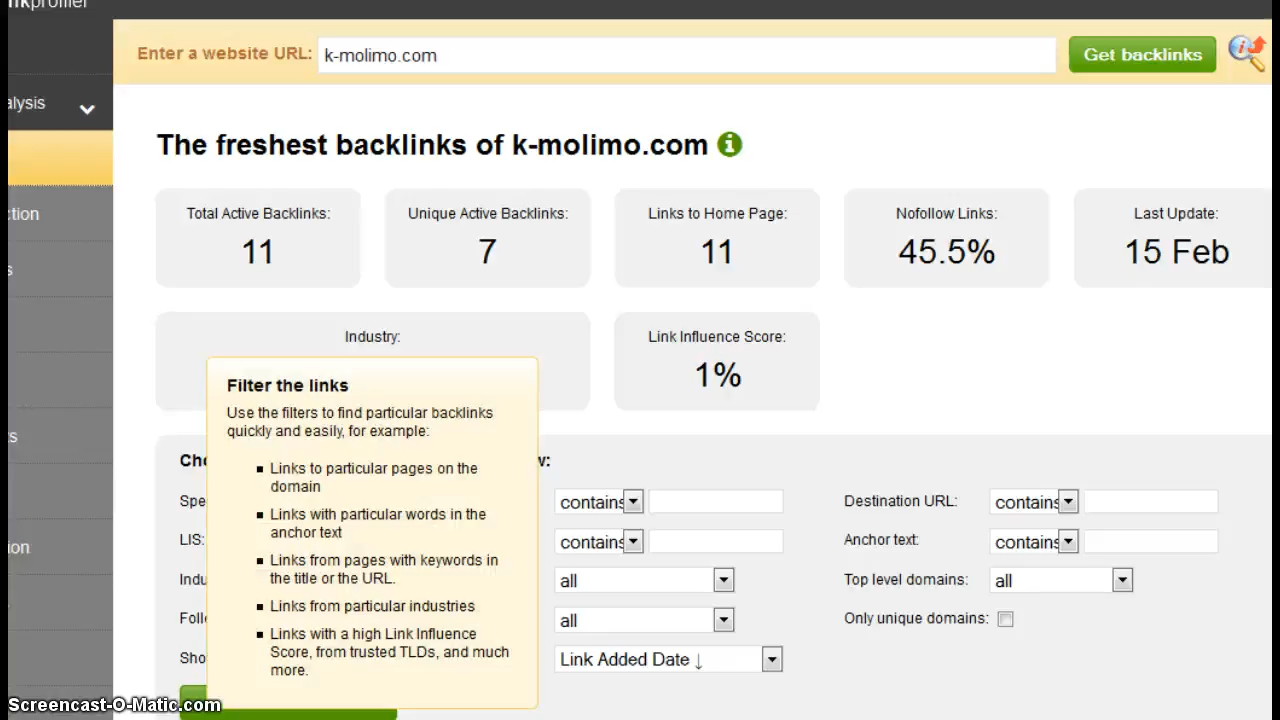 Enter a website URL: k-molimo.com Get backlinks
alysis
The freshest backlinks of k-molimo.com
Total Active Backlinks: Unique Active Backlinks: Links to Home Page: Nofollow Links: Last Update:
11 7 11 45.5% 15 Feb
ction
s
Industry: Link Influence Score:
1%
Filter the links
Use the filters to find particular backlinks
quickly and easily, for example:
Links to particular pages on the
domain
Links with particular words in the
anchor text
Links from pages with keywords in
the title or the URL.
Links from particular industries
Links with a high Link Influence
Score, from trusted TLDs, and much
more.
s
Cho w:
Spe contains Destination URL: contains
LIS: contains Anchor text: contains
ion
Indu all Top level domains: all
Follo all Only unique domains:
Sho Link Added Date ↓
Screencast-O-Matic.com